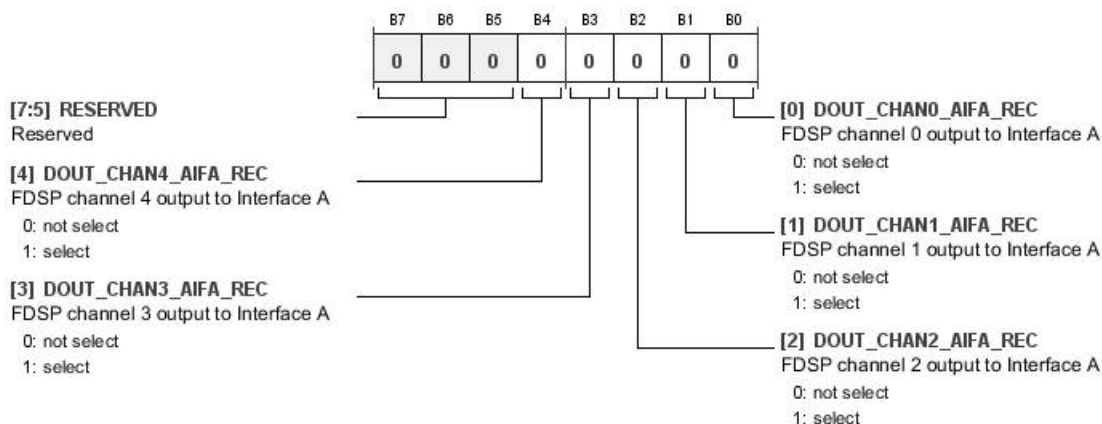 B7 B6 B5 B4 B3 B2 B1 B0
0 0 0 0 0 0 0 0
[7:5] RESERVED
Reserved
[4] DOUT_CHAN4_AIFA_REC
FDSP channel 4 output to Interface A
0: not select
1: select
[3] DOUT_CHAN3_AIFA_REC
FDSP channel 3 output to Interface A
0: not select
1: select
[0] DOUT_CHAN0_AIFA_REC
FDSP channel 0 output to Interface A
0: not select
1: select
[1] DOUT_CHAN1_AIFA_REC
FDSP channel 1 output to Interface A
0: not select
1: select
[2] DOUT_CHAN2_AIFA_REC
FDSP channel 2 output to Interface A
0: not select
1: select